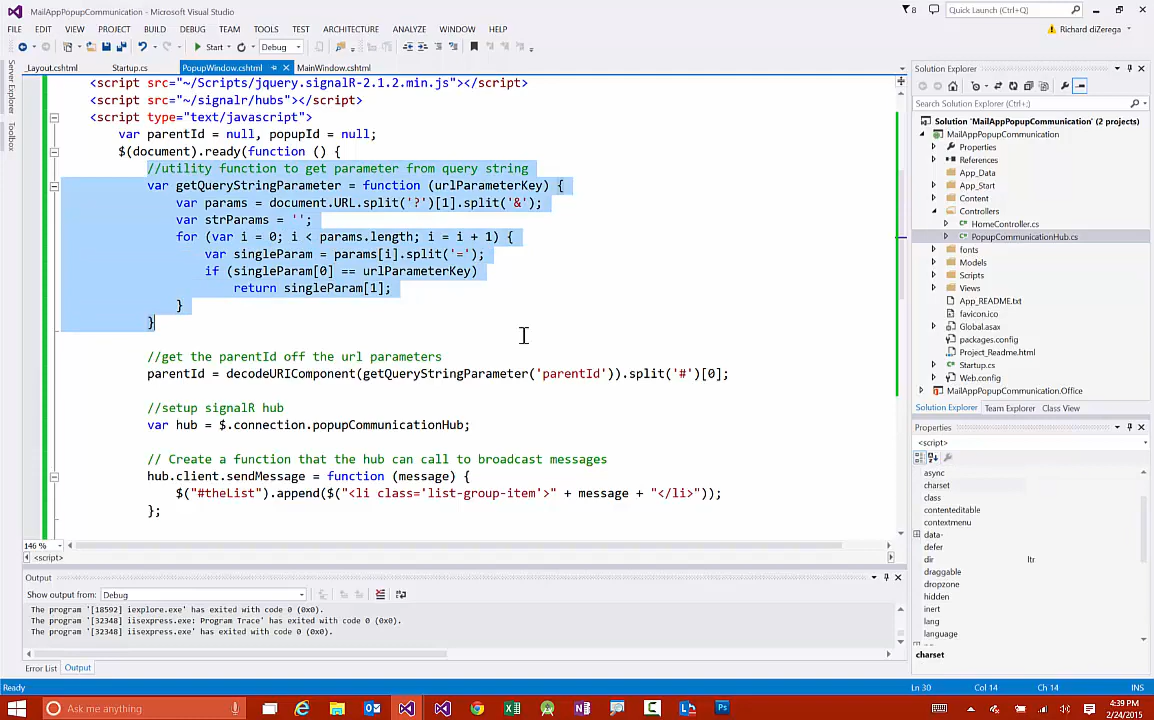 MailAppPopupCommunication - Microsoft Visual Studio
8
Quick Launch (Ctrl+Q)
FILE EDIT VIEW PROJECT BUILD DEBUG TEAM TOOLS TEST ARCHITECTURE ANALYZE WINDOW HELP
Richard diZerega
Start
Debug
Server Explorer
Toolbox
_Layout.cshtml Startup.cs PopupWindow.cshtml MainWindow.cshtml
<script src="~/Scripts/jquery.signalR-2.1.2.min.js"></script>
<script src="~/signalr/hubs"></script>
<script type="text/javascript">
var parentId = null, popupId = null;
$(document).ready(function () {
//utility function to get parameter from query string
var getQueryStringParameter = function (urlParameterKey) {
var params = document.URL.split('?')[1].split('&');
var strParams = '';
for (var i = 0; i < params.length; i = i + 1) {
var singleParam = params[i].split('=');
if (singleParam[0] == urlParameterKey)
return singleParam[1];
}
}
//get the parentId off the url parameters
parentId = decodeURIComponent(getQueryStringParameter('parentId')).split('#')[0];
//setup signalR hub
var hub = $.connection.popupCommunicationHub;
// Create a function that the hub can call to broadcast messages
hub.client.sendMessage = function (message) {
$("#theList").append($("<li class='list-group-item'>" + message + "</li>"));
};
146 %
<script>
Output
Show output from: Debug
The program '[18592] iexplore.exe' has exited with code 0 (0x0).
The program '[32348] iisexpress.exe: Program Trace' has exited with code 0 (0x0).
The program '[32348] iisexpress.exe' has exited with code 0 (0x0).
Error List Output
Solution Explorer
Search Solution Explorer (Ctrl+;)
Solution 'MailAppPopupCommunication' (2 projects)
MailAppPopupCommunication
Properties
References
App_Data
App_Start
Content
Controllers
HomeController.cs
PopupCommunicationHub.cs
fonts
Models
Scripts
Views
App_README.txt
favicon.ico
Global.asax
packages.config
Project_Readme.html
Startup.cs
Web.config
MailAppPopupCommunication.Office
Solution Explorer Team Explorer Class View
Properties
<script>
async
charset
class
contenteditable
contextmenu
data-
defer
dir ltr
draggable
dropzone
hidden
inert
lang
language
charset
Ready
Ln 30 Col 14 Ch 14 INS
Ask me anything
4:39 PM
2/24/2015